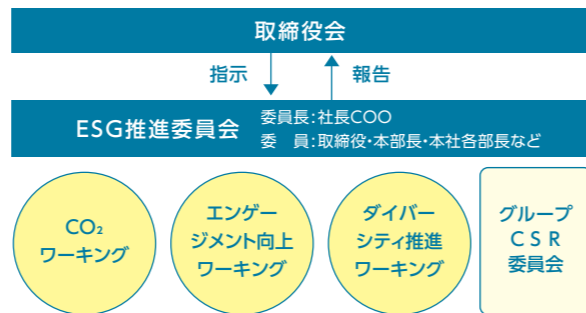 取締役会
指示
報告
ESG推進委員会
委員長:社長COO
委　員:取締役・本部長・本社各部長など
CO₂
ワーキング
エンゲー
ジメント向上
ワーキング
ダイバー
シティ推進
ワーキング
グループ
ＣＳＲ
委員会